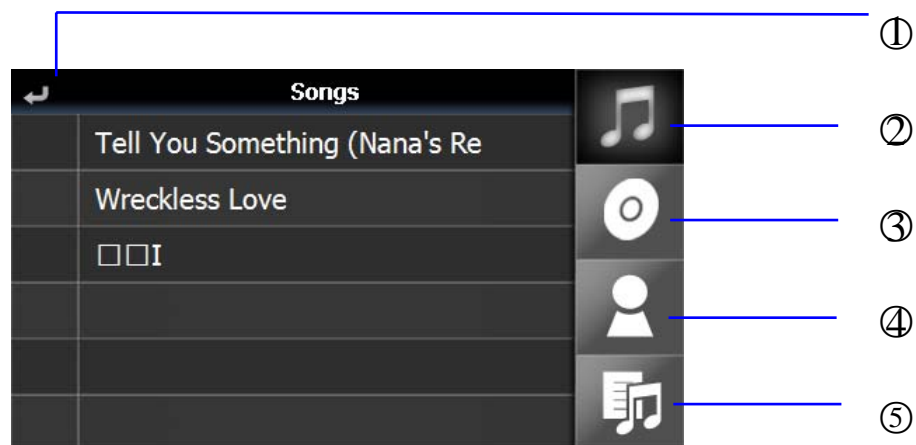 ①
Songs
②
Tell You Something (Nana's Re
Wreckless Love
③
□□I
④
⑤